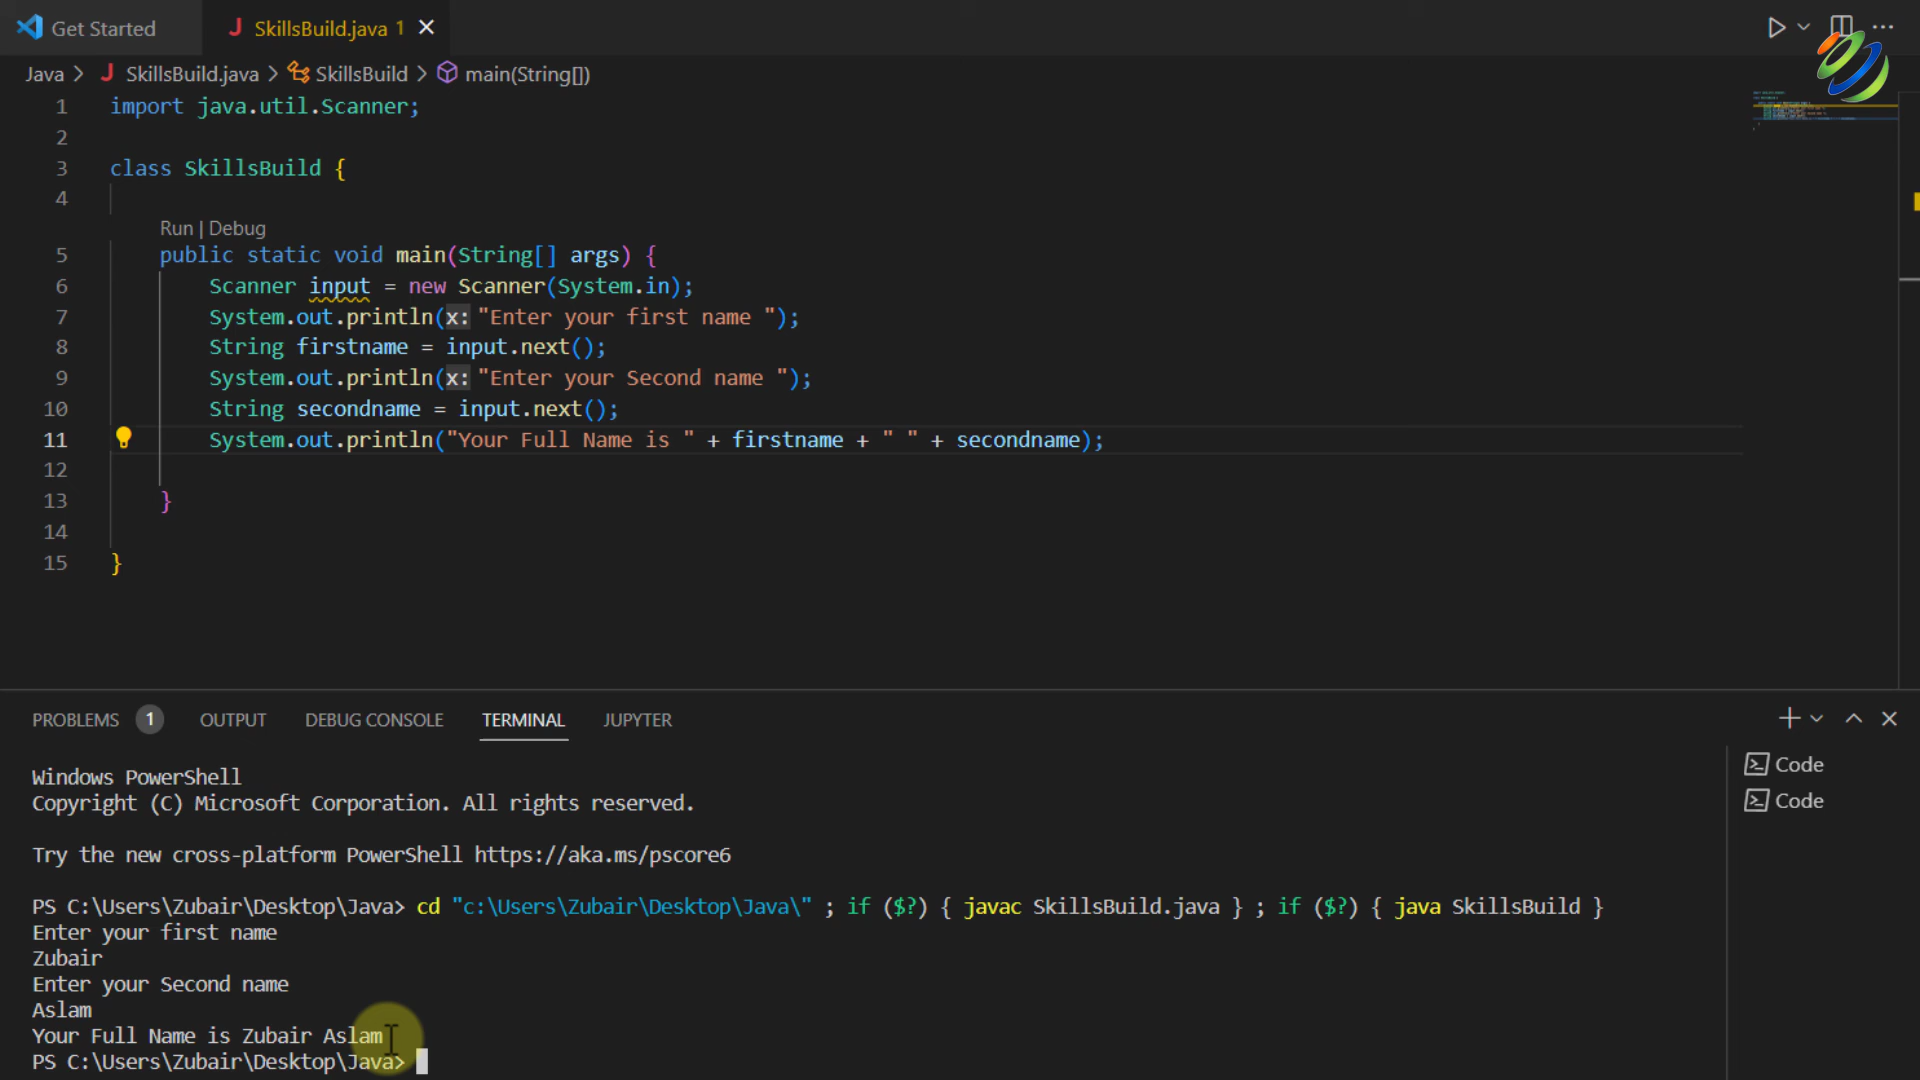 Get Started
SkillsBuild.java 1
Java > SkillsBuild.java > SkillsBuild > main(String[])
1 import java.util.Scanner;
2
3 class SkillsBuild {
4
Run | Debug
5 public static void main(String[] args) {
6 Scanner input = new Scanner(System.in);
7 System.out.println(x: "Enter your first name ");
8 String firstname = input.next();
9 System.out.println(x: "Enter your Second name ");
10 String secondname = input.next();
11 System.out.println("Your Full Name is " + firstname + " " + secondname);
12
13 }
14
15 }
PROBLEMS 1 OUTPUT DEBUG CONSOLE TERMINAL JUPYTER
Code
Code
Windows PowerShell
Copyright (C) Microsoft Corporation. All rights reserved.
Try the new cross-platform PowerShell https://aka.ms/pscore6
PS C:\Users\Zubair\Desktop\Java> cd "c:\Users\Zubair\Desktop\Java\" ; if ($?) { javac SkillsBuild.java } ; if ($?) { java SkillsBuild }
Enter your first name
Zubair
Enter your Second name
Aslam
Your Full Name is Zubair Aslam
PS C:\Users\Zubair\Desktop\Java>